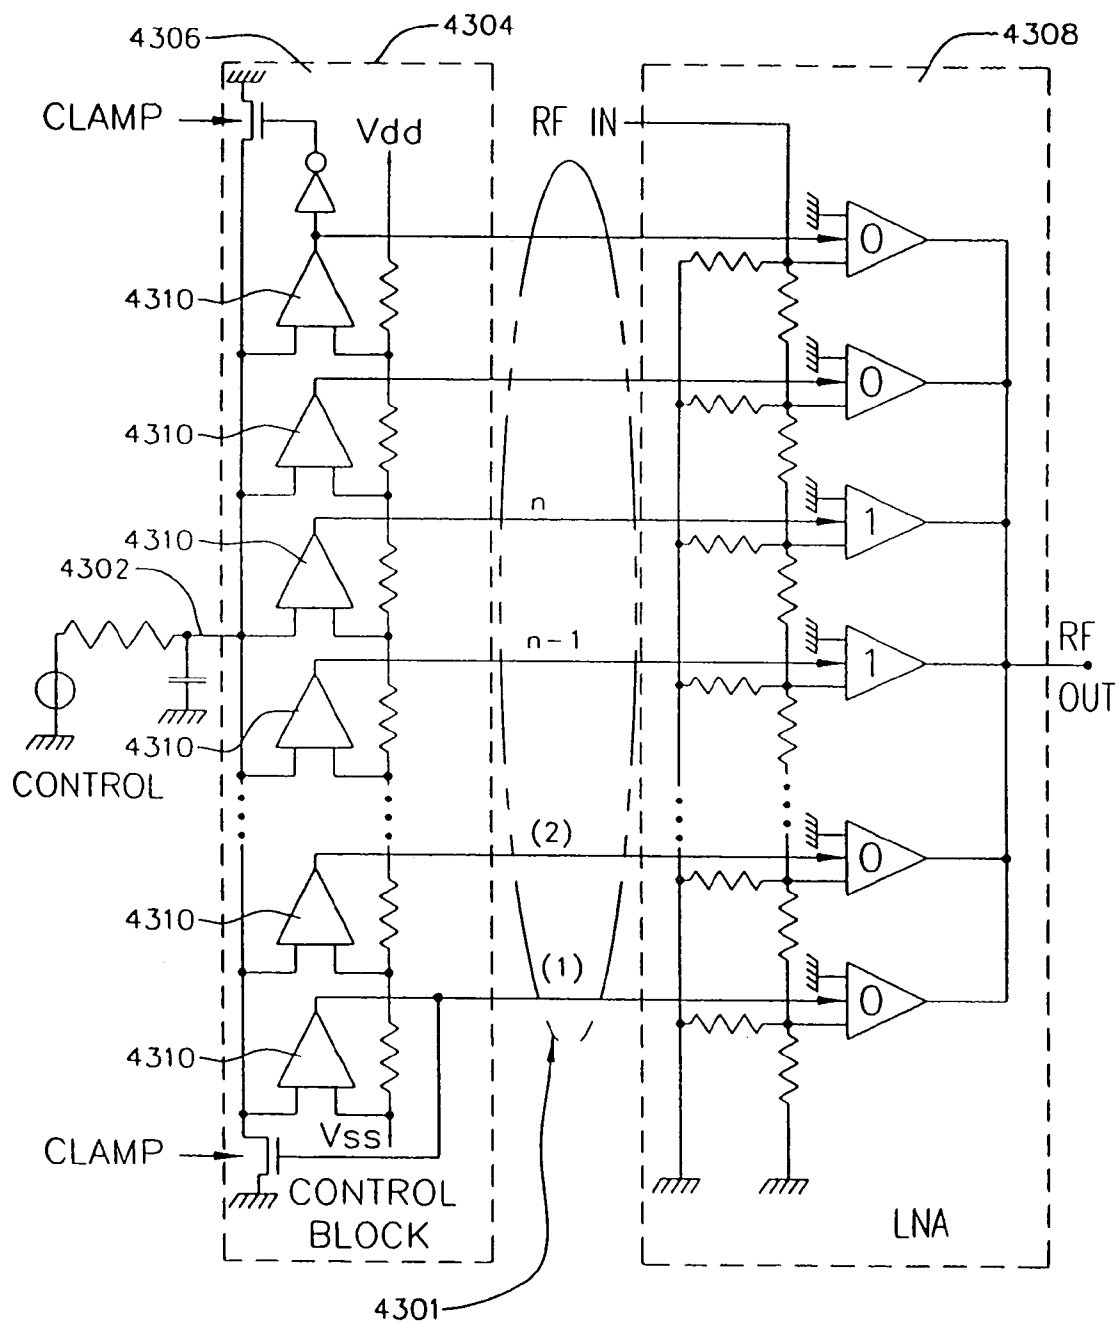 4306
4304
4308
CLAMP
Vdd
RF IN
0
4310
0
4310
n
1
4310
4302
n-1
1
RF
OUT
4310
CONTROL
(2)
0
4310
(1)
0
4310
Vss
CLAMP
CONTROL
BLOCK
LNA
4301